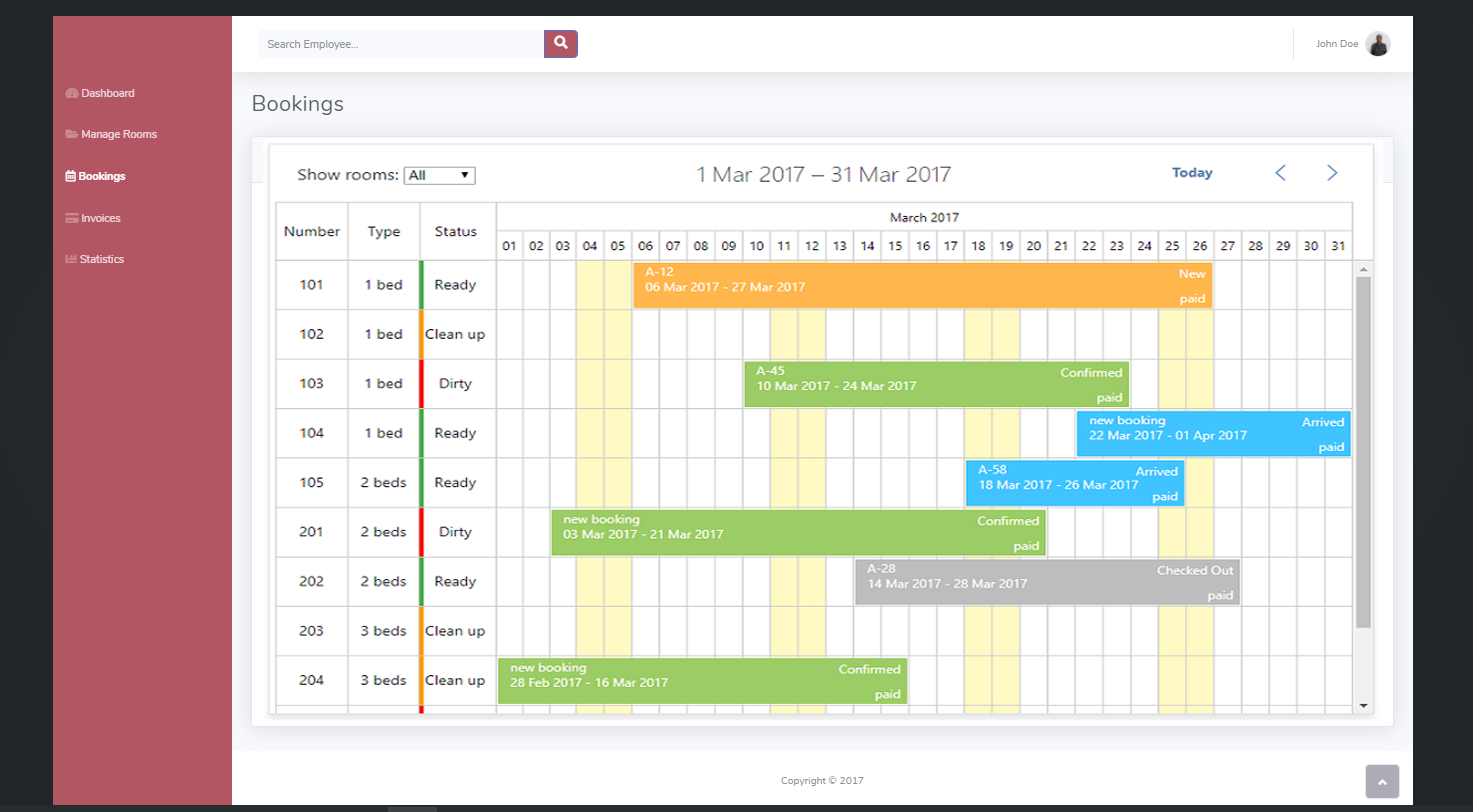 Search Employee...
John Doe
Dashboard
Manage Rooms
Bookings
Invoices
Statistics
Bookings
Show rooms: All
1 Mar 2017 – 31 Mar 2017
Today
Number Type Status
March 2017
01 02 03 04 05 06 07 08 09 10 11 12 13 14 15 16 17 18 19 20 21 22 23 24 25 26 27 28 29 30 31
101 1 bed Ready
A-12 New
06 Mar 2017 - 27 Mar 2017
paid
102 1 bed Clean up
103 1 bed Dirty
A-45 Confirmed
10 Mar 2017 - 24 Mar 2017
paid
104 1 bed Ready
new booking Arrived
22 Mar 2017 - 01 Apr 2017
paid
105 2 beds Ready
A-58 Arrived
18 Mar 2017 - 26 Mar 2017
paid
201 2 beds Dirty
new booking Confirmed
03 Mar 2017 - 21 Mar 2017
paid
202 2 beds Ready
A-28 Checked Out
14 Mar 2017 - 28 Mar 2017
paid
203 3 beds Clean up
204 3 beds Clean up
new booking Confirmed
28 Feb 2017 - 16 Mar 2017
paid
Copyright © 2017